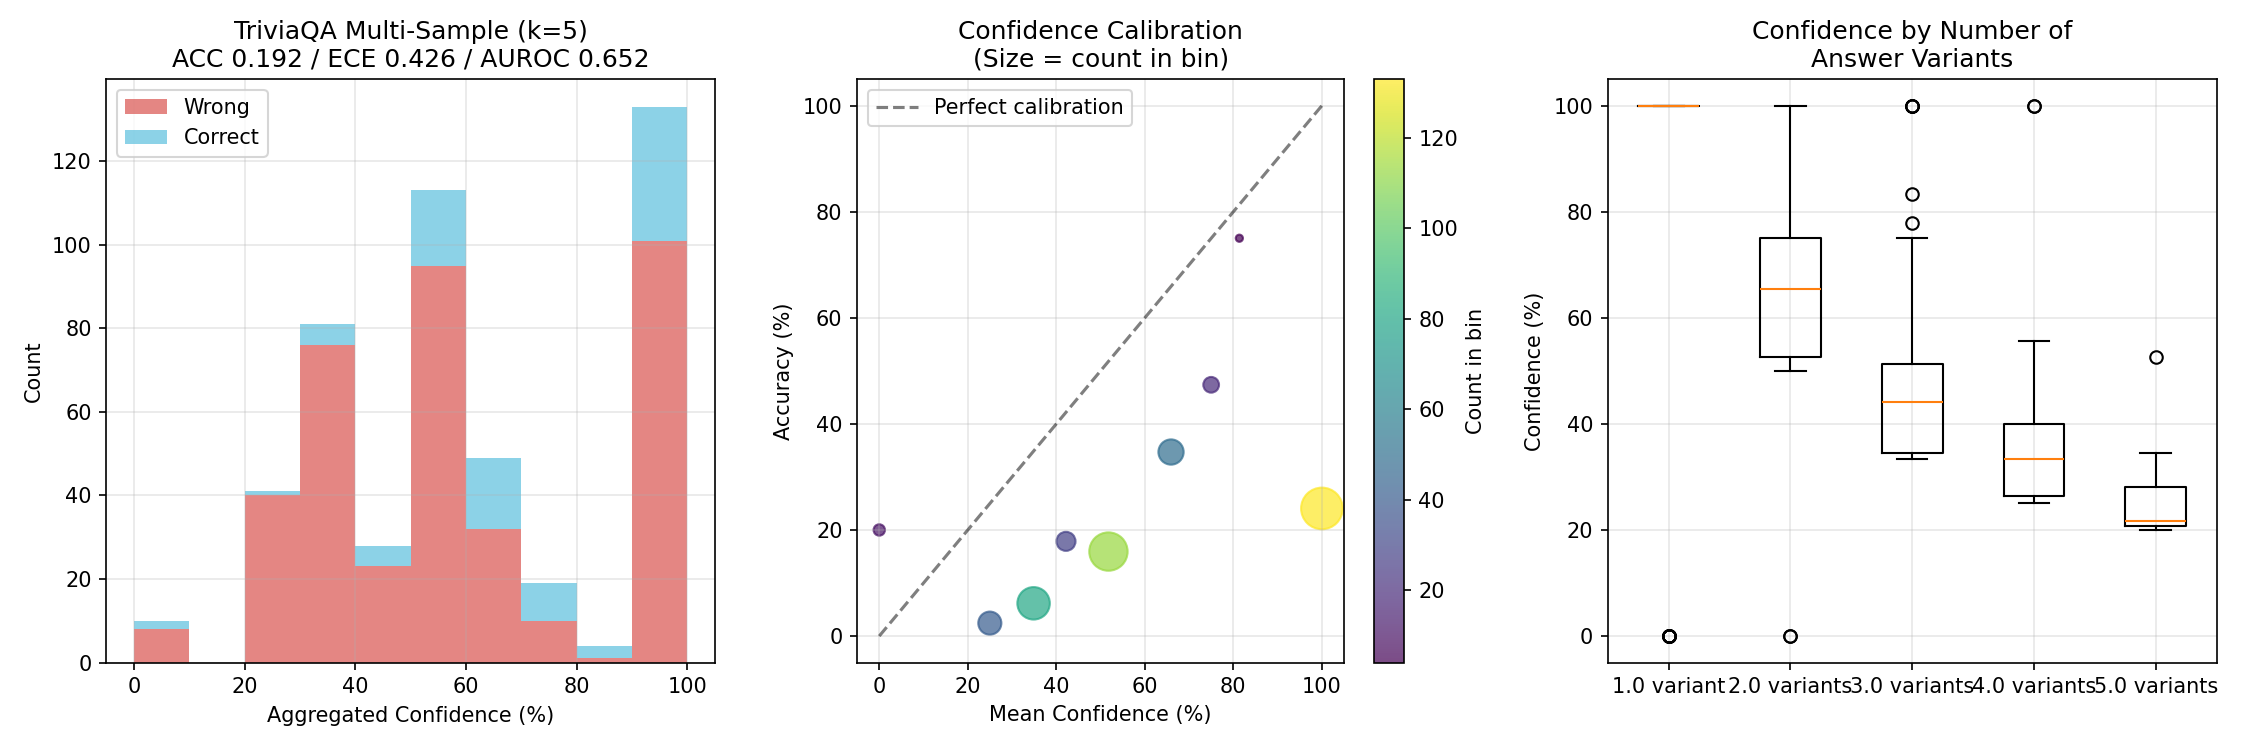 TriviaQA Multi-Sample (k=5)
ACC 0.192 / ECE 0.426 / AUROC 0.652
Wrong
Correct
Count
0
20
40
60
80
100
120
0
20
40
60
80
100
Aggregated Confidence (%)
Confidence Calibration
(Size = count in bin)
Perfect calibration
Accuracy (%)
100
80
60
40
20
0
0
20
40
60
80
100
Mean Confidence (%)
120
100
80
60
40
20
Count in bin
Confidence by Number of
Answer Variants
Confidence (%)
100
80
60
40
20
0
1.0 variant
2.0 variants
3.0 variants
4.0 variants
5.0 variants